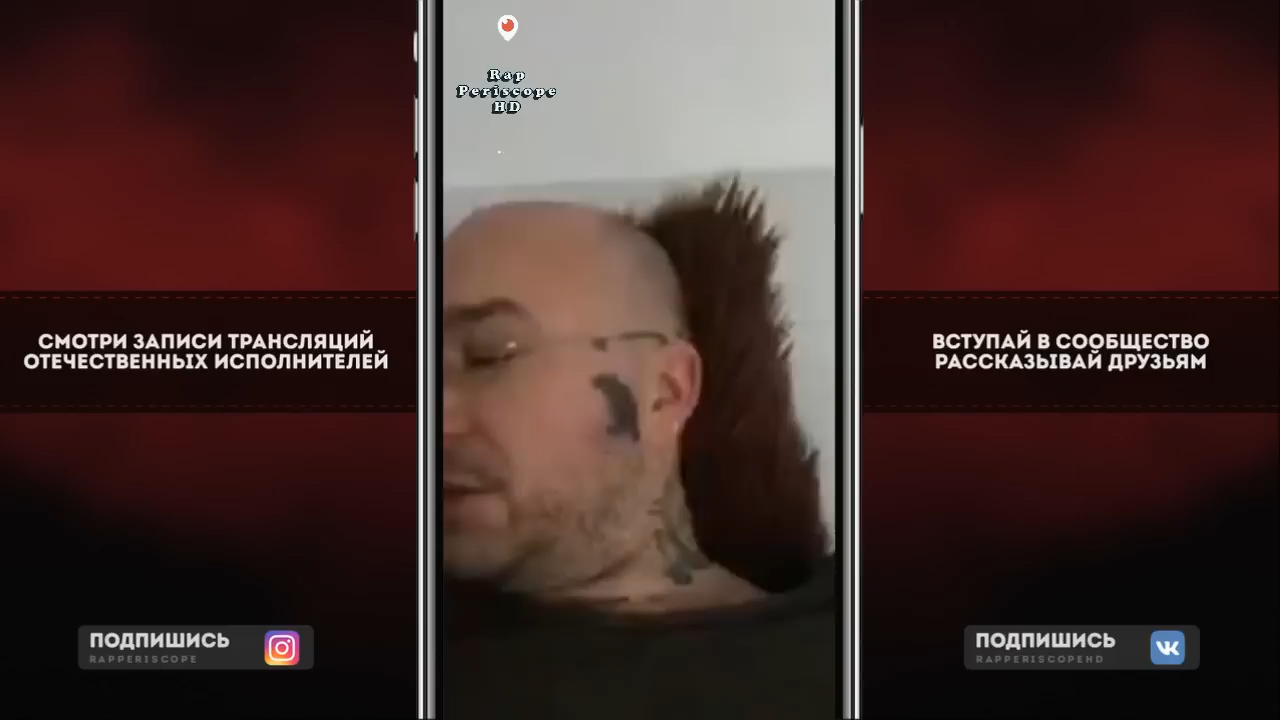 Rap
Periscope
HD
СМОТРИ ЗАПИСИ ТРАНСЛЯЦИЙ
ОТЕЧЕСТВЕННЫХ ИСПОЛНИТЕЛЕЙ
ВСТУПАЙ В СООБЩЕСТВО
РАССКАЗЫВАЙ ДРУЗЬЯМ
ПОДПИШИСЬ
RAPPERISCOPE
ПОДПИШИСЬ
RAPPERISCOPEHD